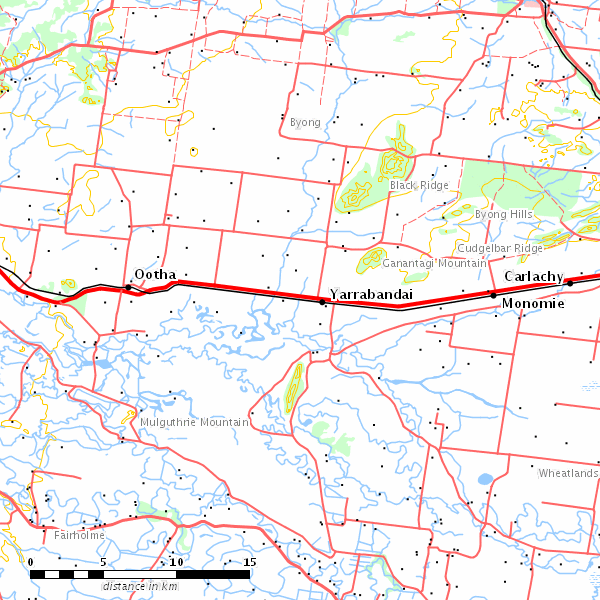 Byong
Black Ridge
Byong Hills
Cudgelbar Ridge
Ganantagi Mountain
Ootha
Carlachy
Yarrabandai
Monomie
Mulguthrie Mountain
Wheatlands
Fairholme
0 5 10 15
distance in km